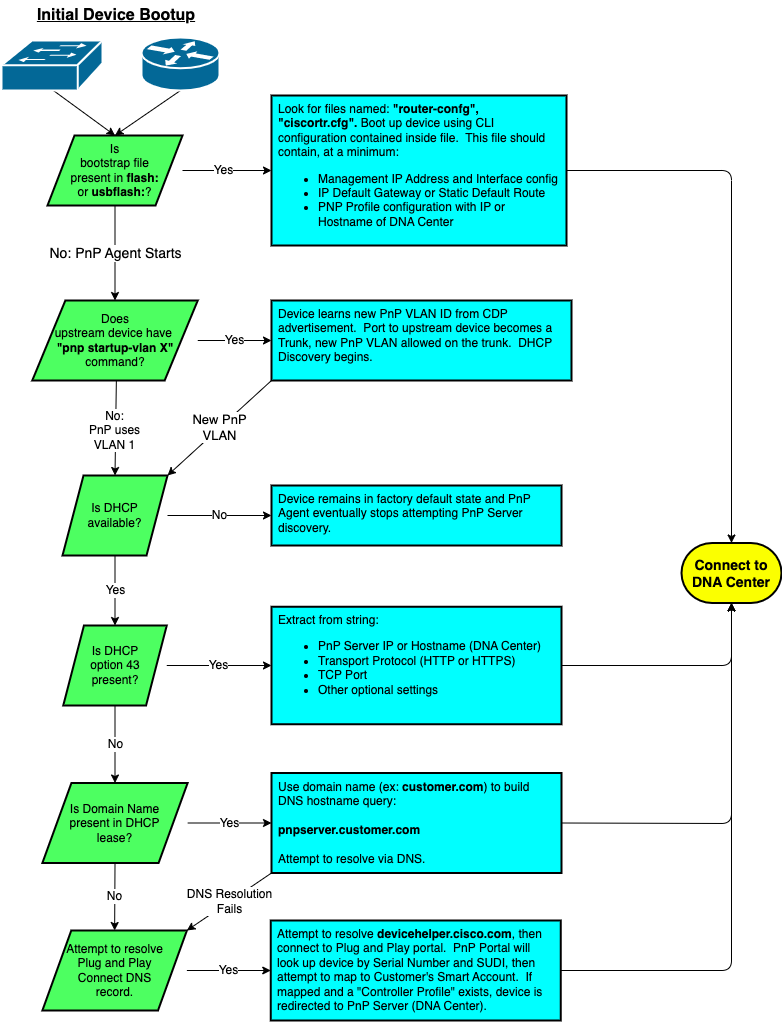 Initial Device Bootup
Is
bootstrap file
present in flash:
or usbflash:?
Yes
Look for files named: "router-confg",
"ciscortr.cfg". Boot up device using CLI
configuration contained inside file. This file should
contain, at a minimum:
• Management IP Address and Interface config
• IP Default Gateway or Static Default Route
• PNP Profile configuration with IP or
Hostname of DNA Center
No: PnP Agent Starts
Does
upstream device have
"pnp startup-vlan X"
command?
Yes
Device learns new PnP VLAN ID from CDP
advertisement. Port to upstream device becomes a
Trunk, new PnP VLAN allowed on the trunk. DHCP
Discovery begins.
No:
PnP uses
VLAN 1
New PnP
VLAN
Is DHCP
available?
No
Device remains in factory default state and PnP
Agent eventually stops attempting PnP Server
discovery.
Connect to
DNA Center
Yes
Is DHCP
option 43
present?
Yes
Extract from string:
• PnP Server IP or Hostname (DNA Center)
• Transport Protocol (HTTP or HTTPS)
• TCP Port
• Other optional settings
No
Is Domain Name
present in DHCP
lease?
Yes
Use domain name (ex: customer.com) to build
DNS hostname query:
pnpserver.customer.com
Attempt to resolve via DNS.
No
DNS Resolution
Fails
Attempt to resolve
Plug and Play
Connect DNS
record.
Yes
Attempt to resolve devicehelper.cisco.com, then
connect to Plug and Play portal. PnP Portal will
look up device by Serial Number and SUDI, then
attempt to map to Customer's Smart Account. If
mapped and a "Controller Profile" exists, device is
redirected to PnP Server (DNA Center).